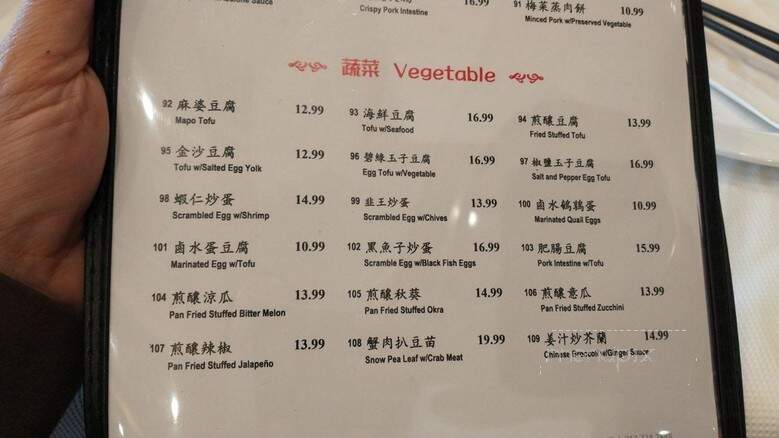 Sauce
Crispy Pork Intestine
16.99
91 梅菜蒸肉餅 10.99
Minced Pork w/Preserved Vegetable
蔬菜 Vegetable
92 麻婆豆腐 12.99
Mapo Tofu
93 海鮮豆腐 16.99
Tofu w/Seafood
94 煎釀豆腐 13.99
Fried Stuffed Tofu
95 金沙豆腐 12.99
Tofu w/Salted Egg Yolk
96 碧綠玉子豆腐 16.99
Egg Tofu w/Vegetable
97 椒鹽玉子豆腐 16.99
Salt and Pepper Egg Tofu
98 蝦仁炒蛋 14.99
Scrambled Egg w/Shrimp
99 韭王炒蛋 13.99
Scrambled Egg w/Chives
100 卤水鵪鶉蛋 10.99
Marinated Quail Eggs
101 卤水蛋豆腐 10.99
Marinated Egg w/Tofu
102 黑魚子炒蛋 16.99
Scramble Egg w/Black Fish Eggs
103 肥腸豆腐 15.99
Pork Intestine w/Tofu
104 煎釀涼瓜 13.99
Pan Fried Stuffed Bitter Melon
105 煎釀秋葵 14.99
Pan Fried Stuffed Okra
106 煎釀意瓜 13.99
Pan Fried Stuffed Zucchini
107 煎釀辣椒 13.99
Pan Fried Stuffed Jalapeño
108 蟹肉扒豆苗 19.99
Snow Pea Leaf w/Crab Meat
109 姜汁炒芥蘭 14.99
Chinese Broccoli w/Ginger Sauce